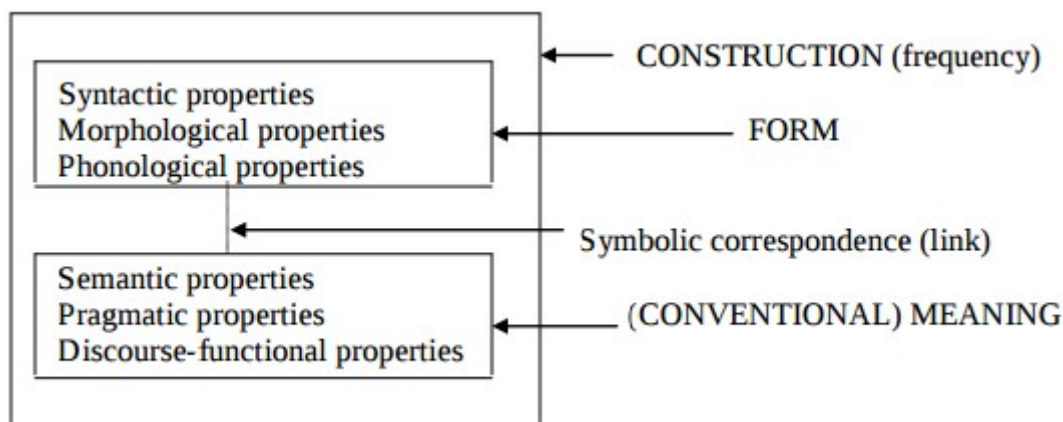 CONSTRUCTION (frequency)
Syntactic properties
Morphological properties
FORM
Phonological properties
Symbolic correspondence (link)
Semantic properties
Pragmatic properties
(CONVENTIONAL) MEANING
Discourse-functional properties